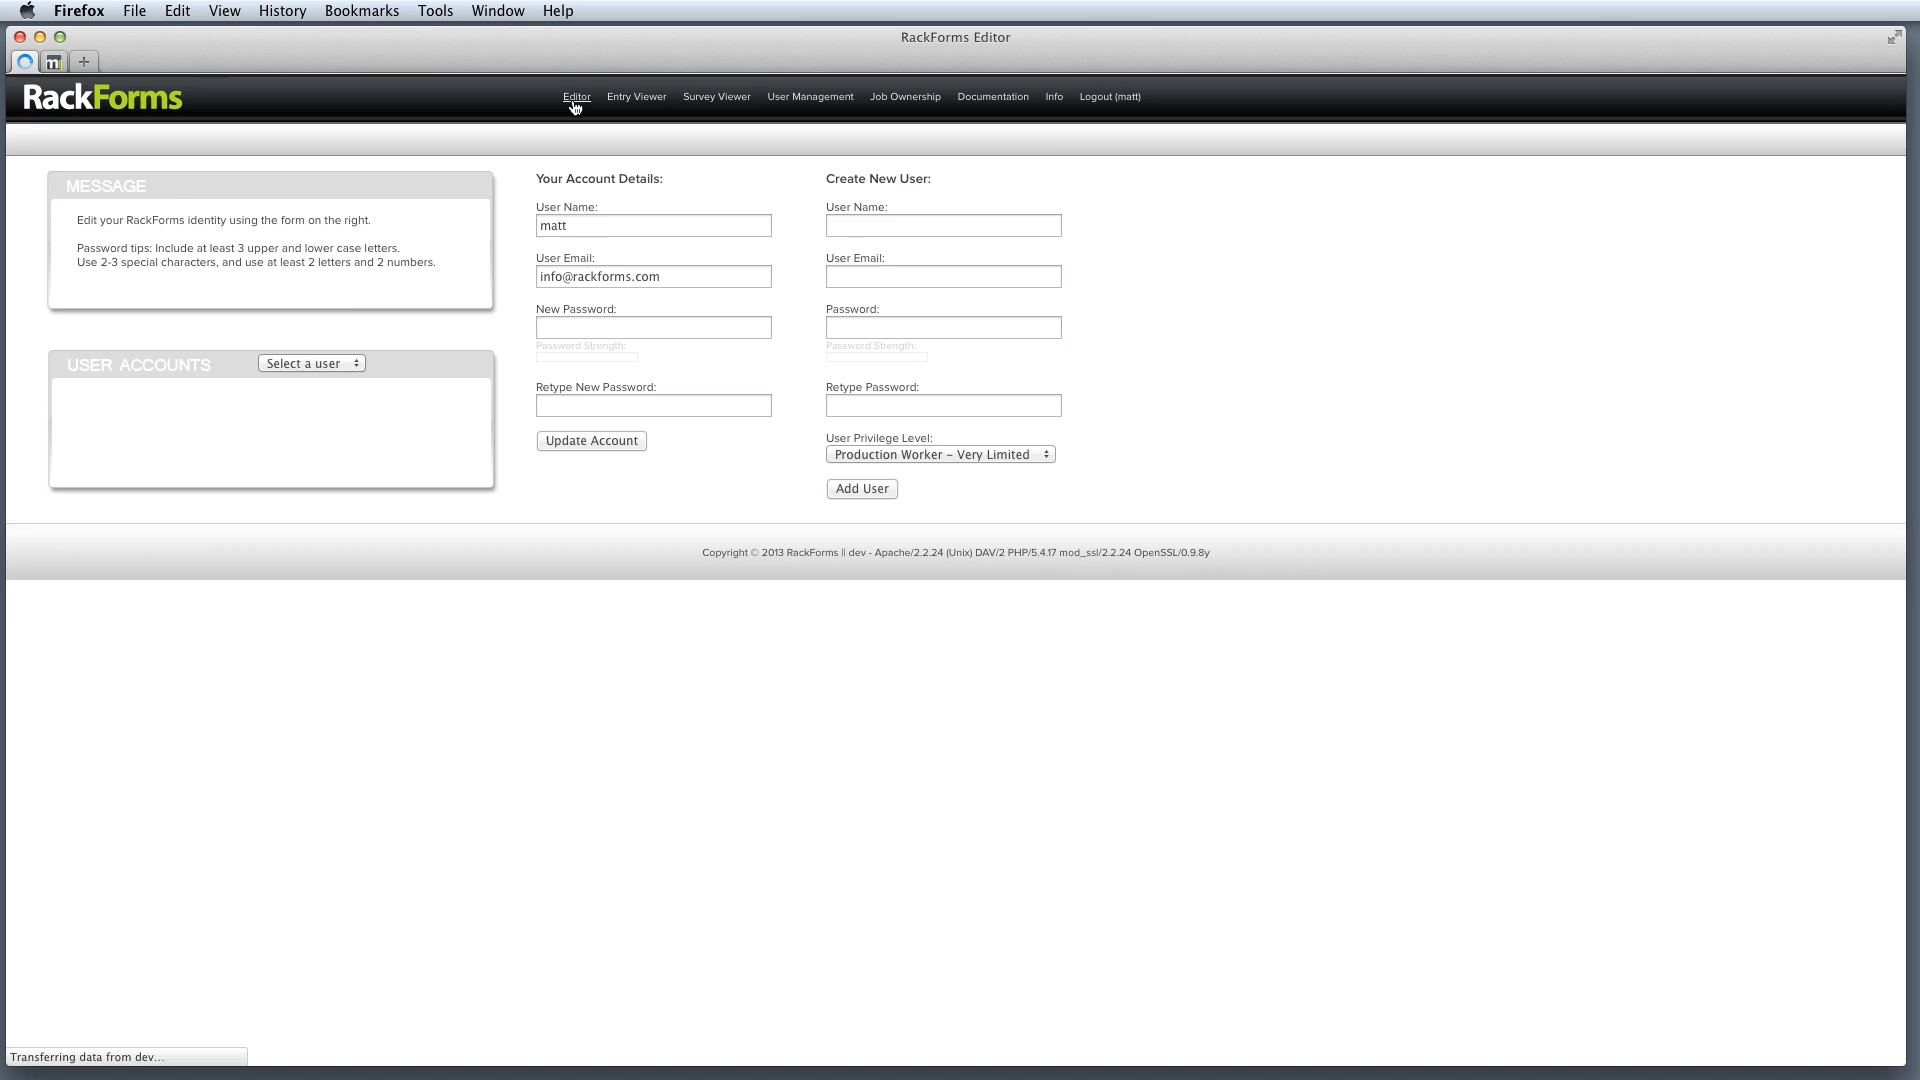 Firefox File Edit View History Bookmarks Tools Window Help
RackForms Editor
m +
RackForms
Editor Entry Viewer Survey Viewer User Management Job Ownership Documentation Info Logout (matt)
MESSAGE
Edit your RackForms identity using the form on the right.
Password tips: Include at least 3 upper and lower case letters.
Use 2-3 special characters, and use at least 2 letters and 2 numbers.
USER ACCOUNTS Select a user
Your Account Details:
User Name:
matt
User Email:
info@rackforms.com
New Password:
Password Strength:
Retype New Password:
Update Account
Create New User:
User Name:
User Email:
Password:
Password Strength:
Retype Password:
User Privilege Level:
Production Worker – Very Limited
Add User
Copyright © 2013 RackForms || dev - Apache/2.2.24 (Unix) DAV/2 PHP/5.4.17 mod_ssl/2.2.24 OpenSSL/0.9.8y
Transferring data from dev...